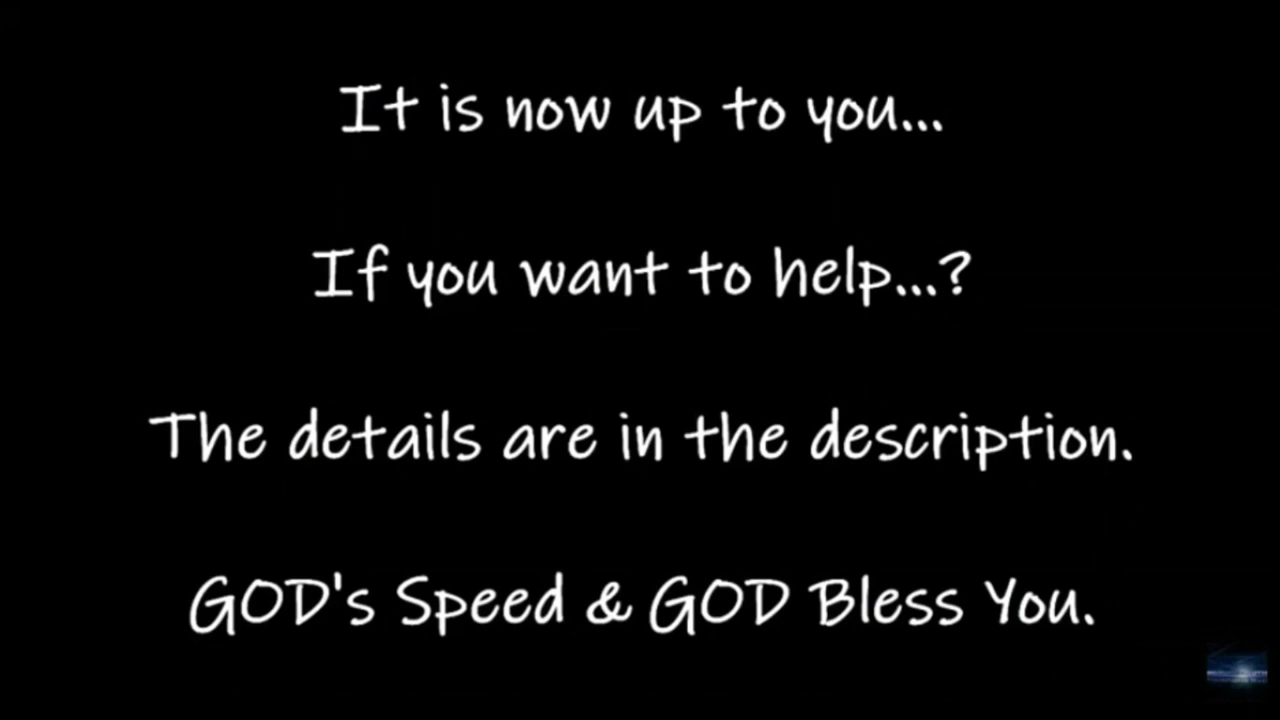 It is now up to you...
If you want to help...?
The details are in the description.
GOD's Speed & GOD Bless You.